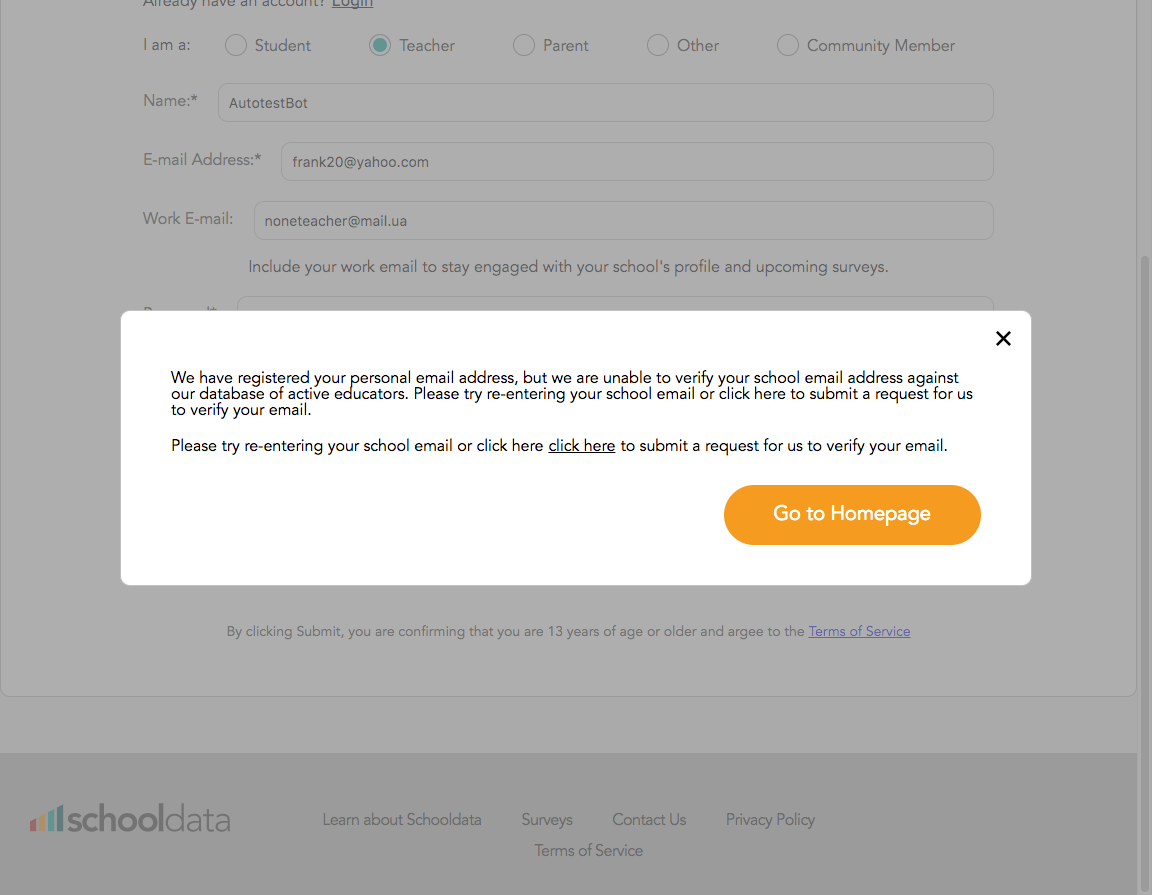 Already have an account? Login
I am a: Student Teacher Parent Other Community Member
Name:* AutotestBot
E-mail Address:* frank20@yahoo.com
Work E-mail: noneteacher@mail.ua
Include your work email to stay engaged with your school's profile and upcoming surveys.
We have registered your personal email address, but we are unable to verify your school email address against
our database of active educators. Please try re-entering your school email or click here to submit a request for us
to verify your email.
Please try re-entering your school email or click here click here to submit a request for us to verify your email.
Go to Homepage
By clicking Submit, you are confirming that you are 13 years of age or older and argee to the Terms of Service
schooldata
Learn about Schooldata Surveys Contact Us Privacy Policy
Terms of Service